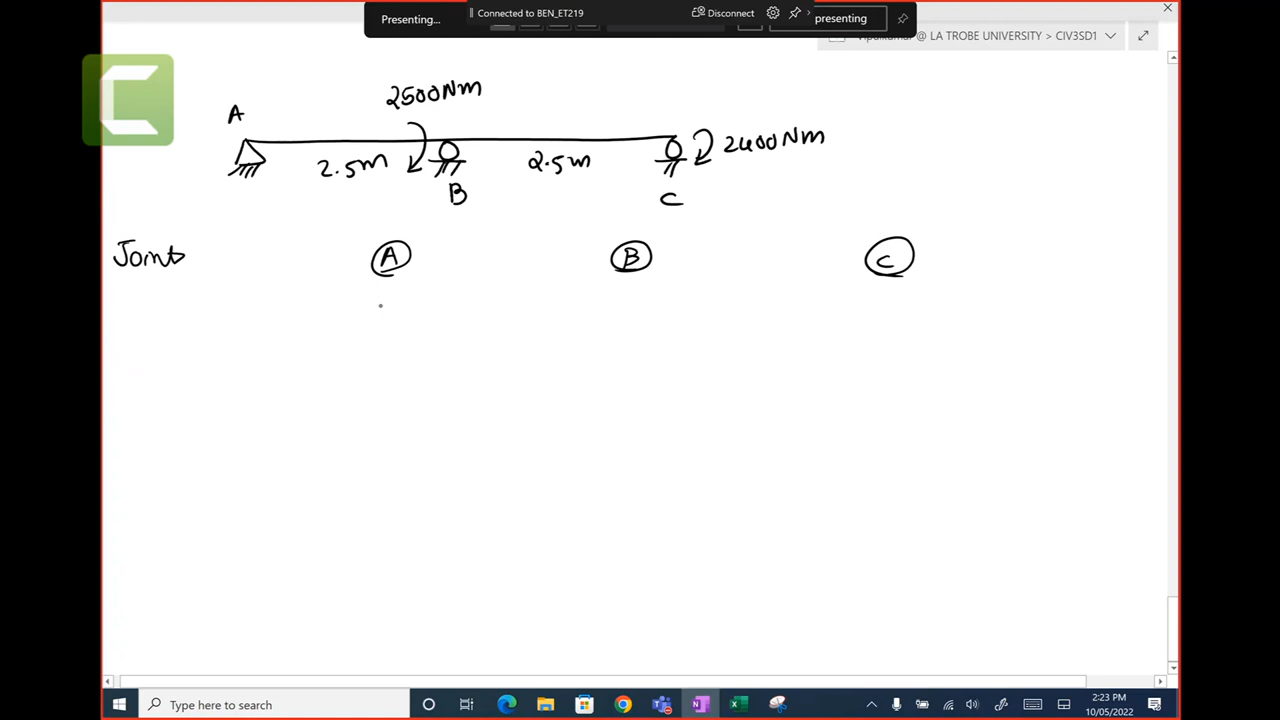 Connected to BEN_ET219
Disconnect
Presenting...
presenting
@ LA TROBE UNIVERSITY > CIV3SD1
2500Nm
A
2400Nm
2.5m
2.5m
B
C
Joint
A
B
C
Type here to search
2:23 PM
10/05/2022